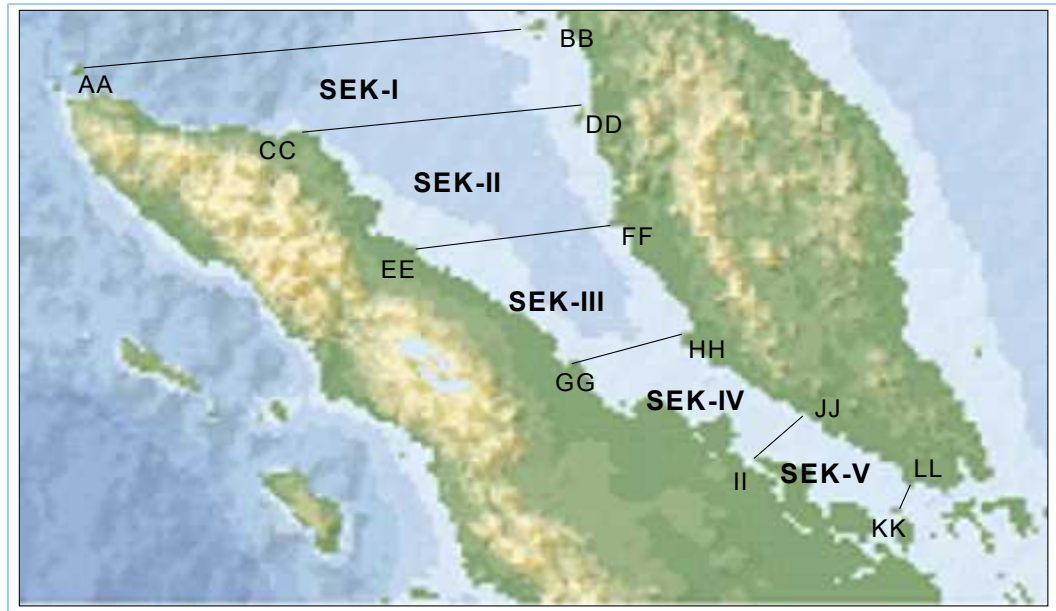 BB
AA
SEK-I
DD
CC
SEK-II
FF
EE
SEK-III
HH
GG
SEK-IV
JJ
II
SEK-V
LL
KK